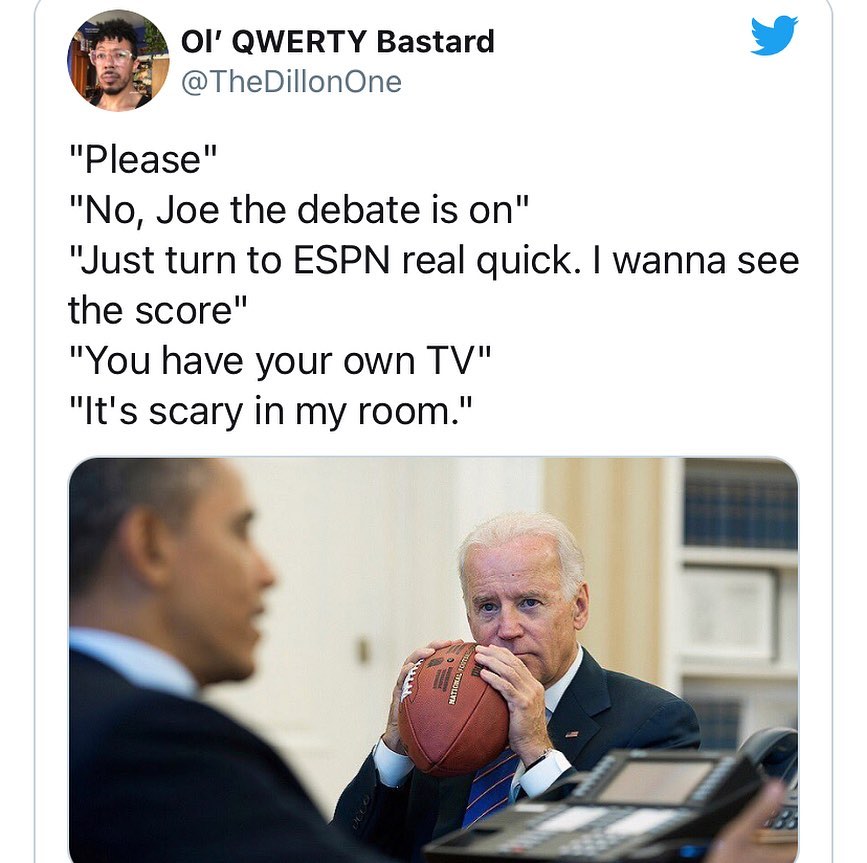 Ol’ QWERTY Bastard
@TheDillonOne
"Please"
"No, Joe the debate is on"
"Just turn to ESPN real quick. I wanna see
the score"
"You have your own TV"
"It's scary in my room."